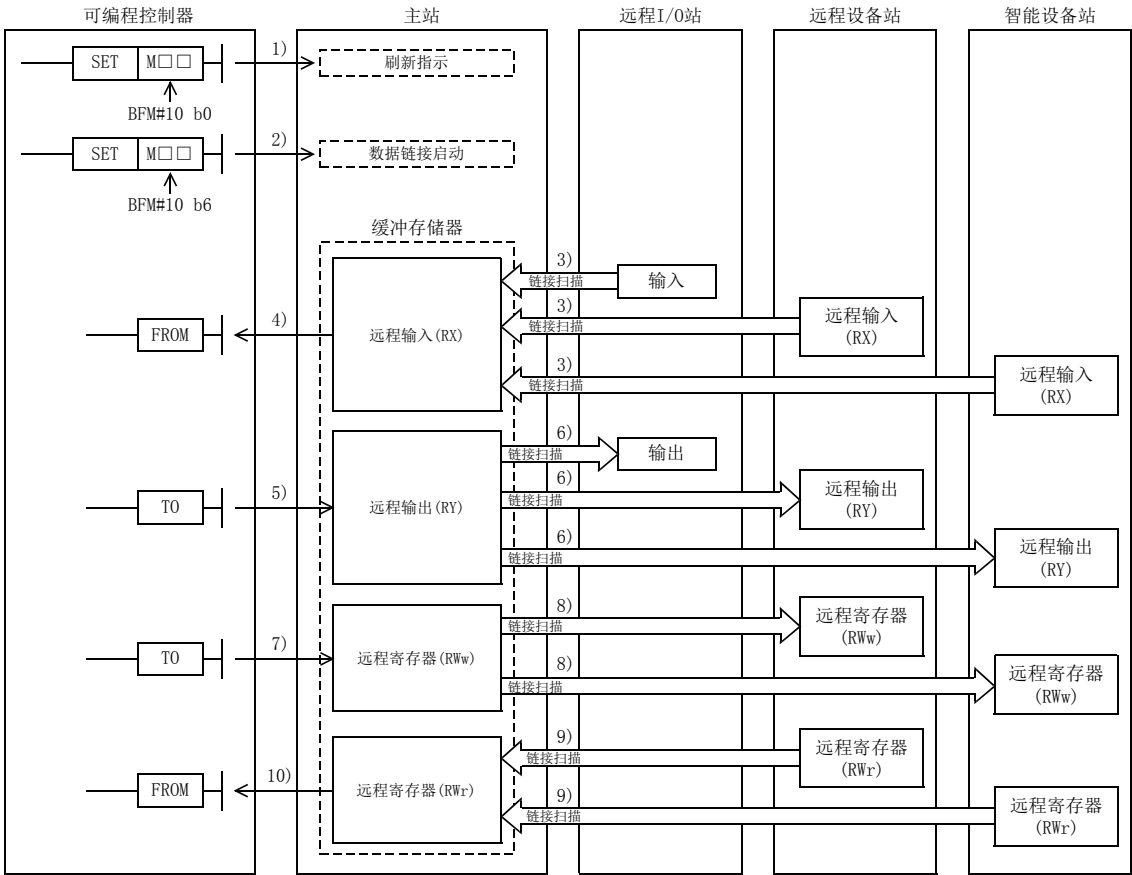 可编程控制器 主站 远程I/O站 远程设备站 智能设备站
SET M□□ 1) 刷新指示
BFM#10 b0
SET M□□ 2) 数据链接启动
BFM#10 b6
缓冲存储器
3)
链接扫描 输入
3)
链接扫描 远程输入
(RX)
FROM 4) 远程输入(RX)
3)
链接扫描 远程输入
(RX)
6)
链接扫描 输出
6)
链接扫描 远程输出
(RY)
TO 5) 远程输出(RY)
6)
链接扫描 远程输出
(RY)
8)
链接扫描 远程寄存器
(RWw)
TO 7) 远程寄存器(RWw)
8)
链接扫描 远程寄存器
(RWw)
9)
链接扫描 远程寄存器
(RWr)
FROM 10) 远程寄存器(RWr)
9)
链接扫描 远程寄存器
(RWr)